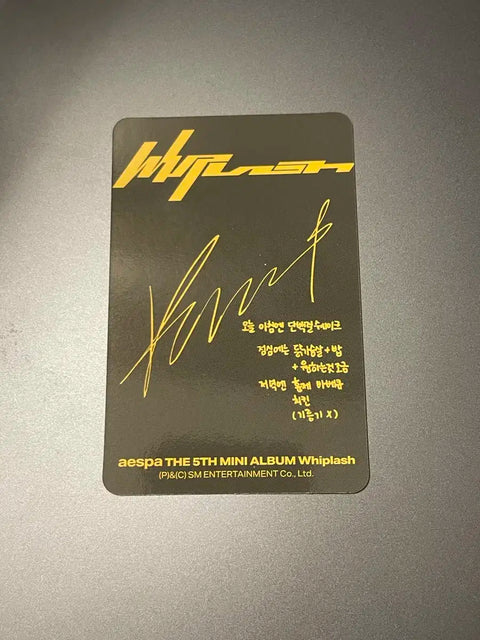 Whiplash
오늘 아침엔 단백질쉐이크
점심에는 닭가슴살+밥
+ 원하는것 조금
저녁엔 통째 바베큐
치킨
(기름기 X)
aespa THE 5TH MINI ALBUM Whiplash
(P)&(C) SM ENTERTAINMENT Co., Ltd.